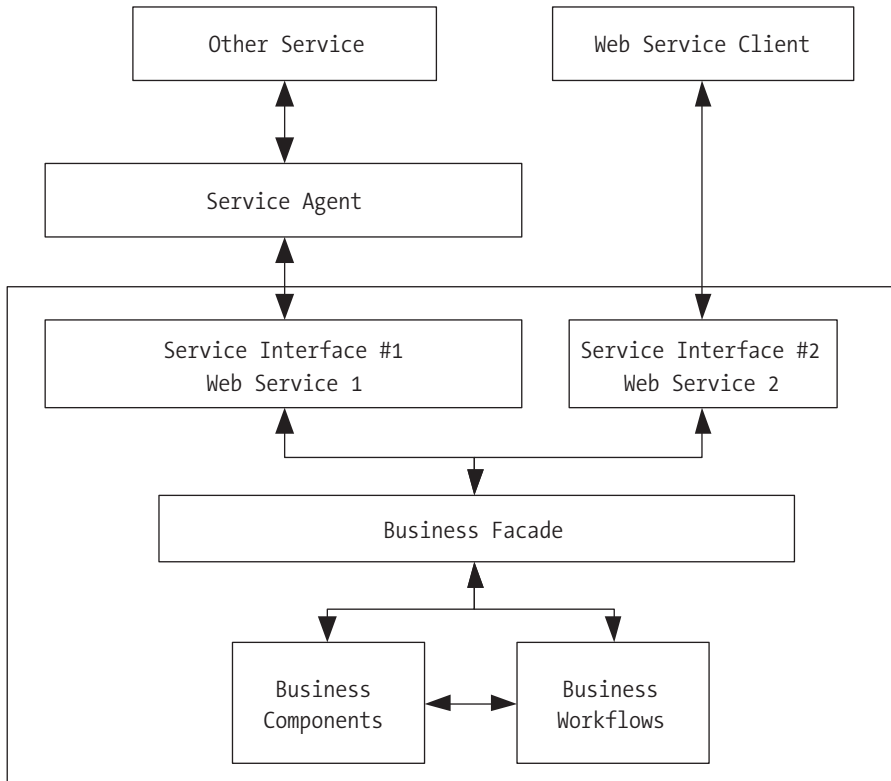 Other Service
Web Service Client
Service Agent
Service Interface #1
Web Service 1
Service Interface #2
Web Service 2
Business Facade
Business
Components
Business
Workflows